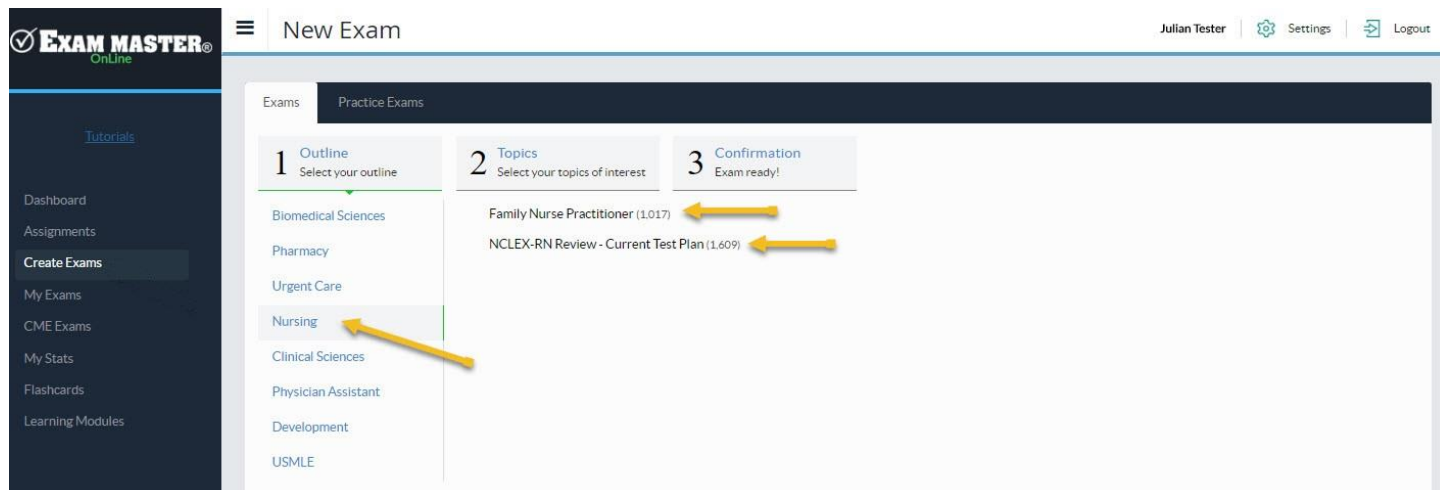 EXAM MASTER®
OnLine
New Exam
Julian Tester
Settings
Logout
Tutorials
Dashboard
Assignments
Create Exams
My Exams
CME Exams
My Stats
Flashcards
Learning Modules
Exams
Practice Exams
1 Outline
Select your outline
2 Topics
Select your topics of interest
3 Confirmation
Exam ready!
Biomedical Sciences
Pharmacy
Urgent Care
Nursing
Clinical Sciences
Physician Assistant
Development
USMLE
Family Nurse Practitioner (1,017)
NCLEX-RN Review - Current Test Plan (1,609)